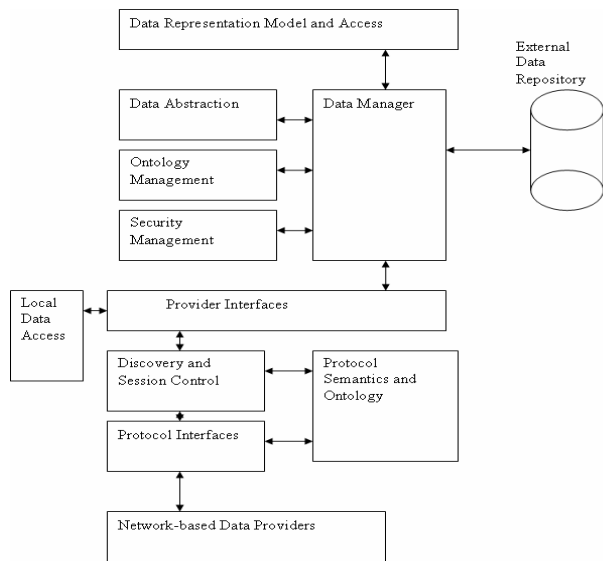 Data Representation Model and Access
External
Data
Repository
Data Abstraction
Data Manager
Ontology
Management
Security
Management
Local
Data
Access
Provider Interfaces
Discovery and
Session Control
Protocol
Semantics and
Ontology
Protocol Interfaces
Network-based Data Providers